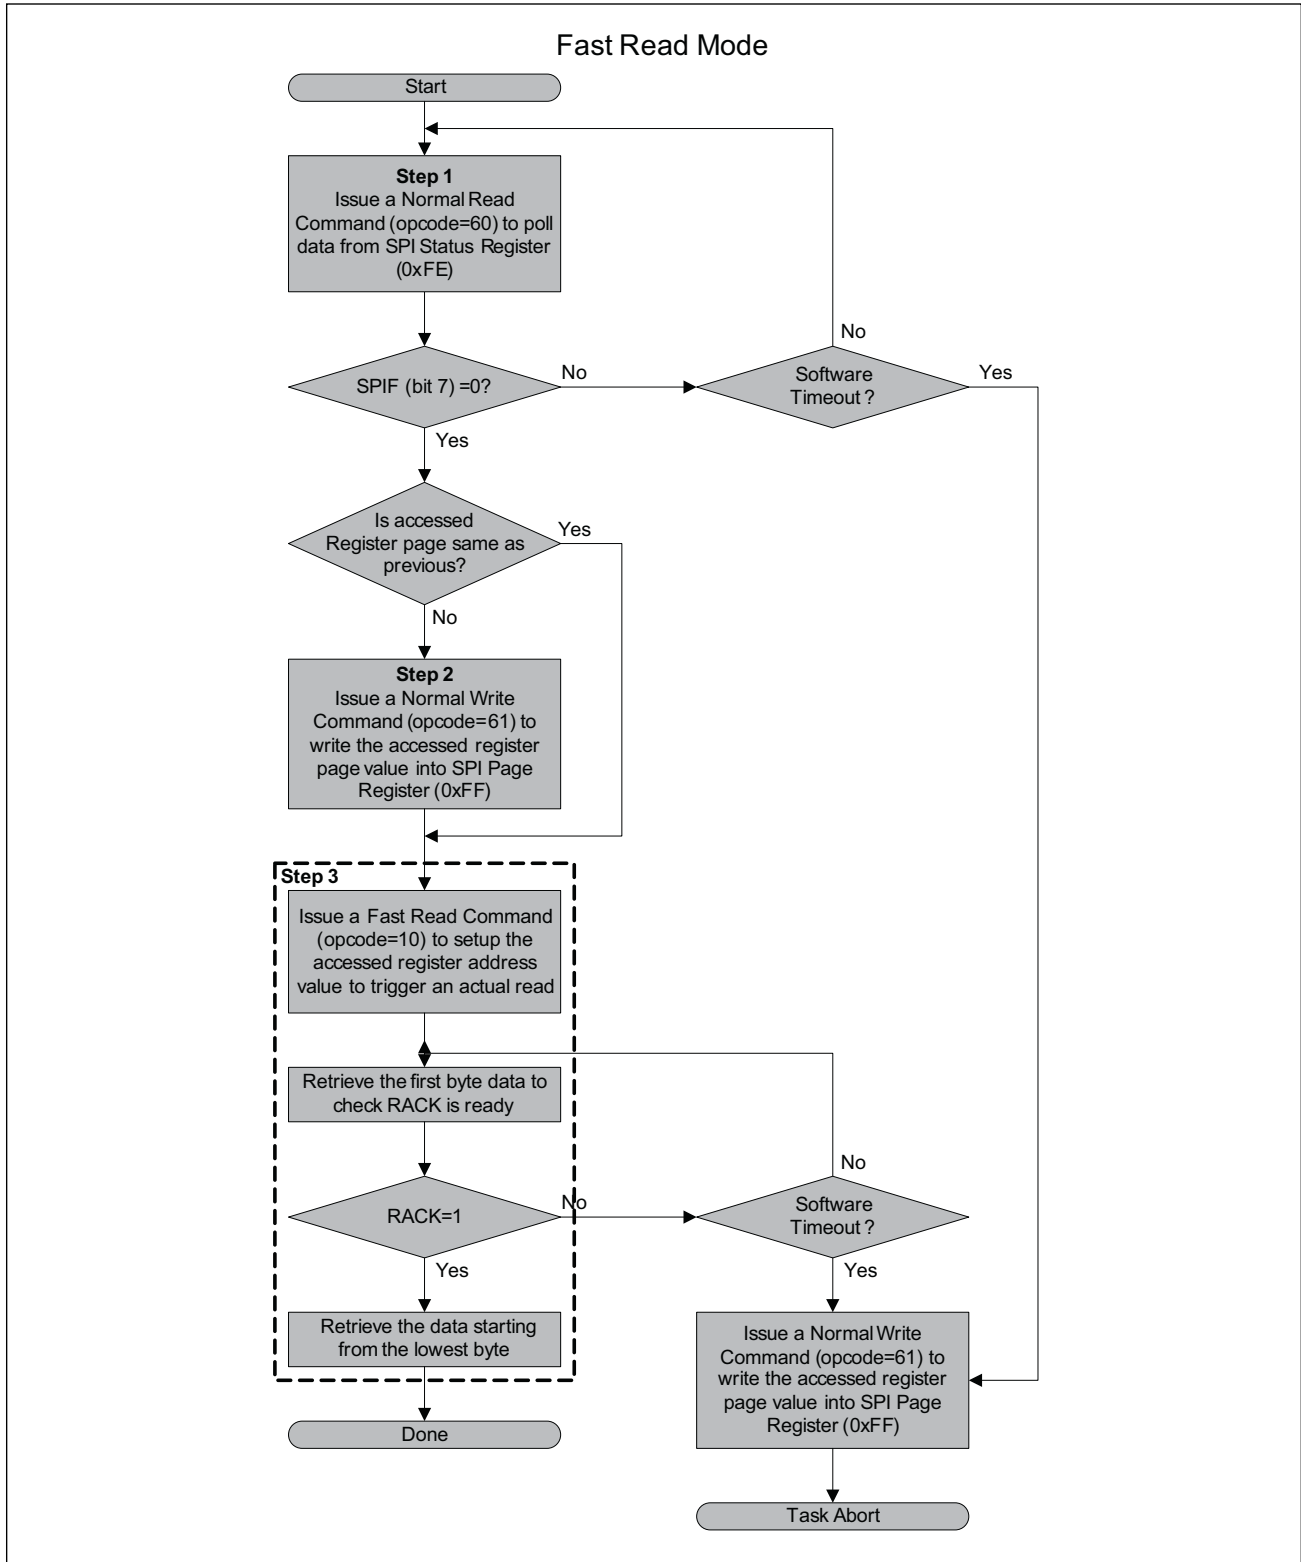 Fast Read Mode
Start
Step 1
Issue a Normal Read
Command (opcode=60) to poll
data from SPI Status Register
(0xFE)
No
SPIF (bit 7) =0?
No
Software
Timeout ?
Yes
Yes
Is accessed
Register page same as
previous?
Yes
No
Step 2
Issue a Normal Write
Command (opcode=61) to
write the accessed register
page value into SPI Page
Register (0xFF)
Step 3
Issue a Fast Read Command
(opcode=10) to setup the
accessed register address
value to trigger an actual read
Retrieve the first byte data to
check RACK is ready
No
RACK=1
No
Software
Timeout ?
Yes
Yes
Retrieve the data starting
from the lowest byte
Issue a Normal Write
Command (opcode=61) to
write the accessed register
page value into SPI Page
Register (0xFF)
Done
Task Abort